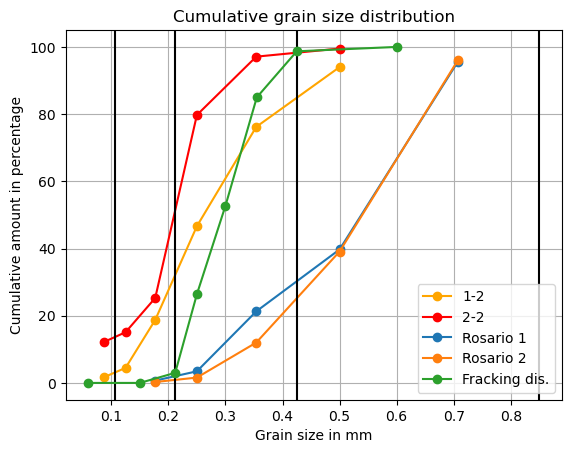 Cumulative grain size distribution
Cumulative amount in percentage
100
80
60
40
20
0
0.1 0.2 0.3 0.4 0.5 0.6 0.7 0.8
Grain size in mm
1-2
2-2
Rosario 1
Rosario 2
Fracking dis.